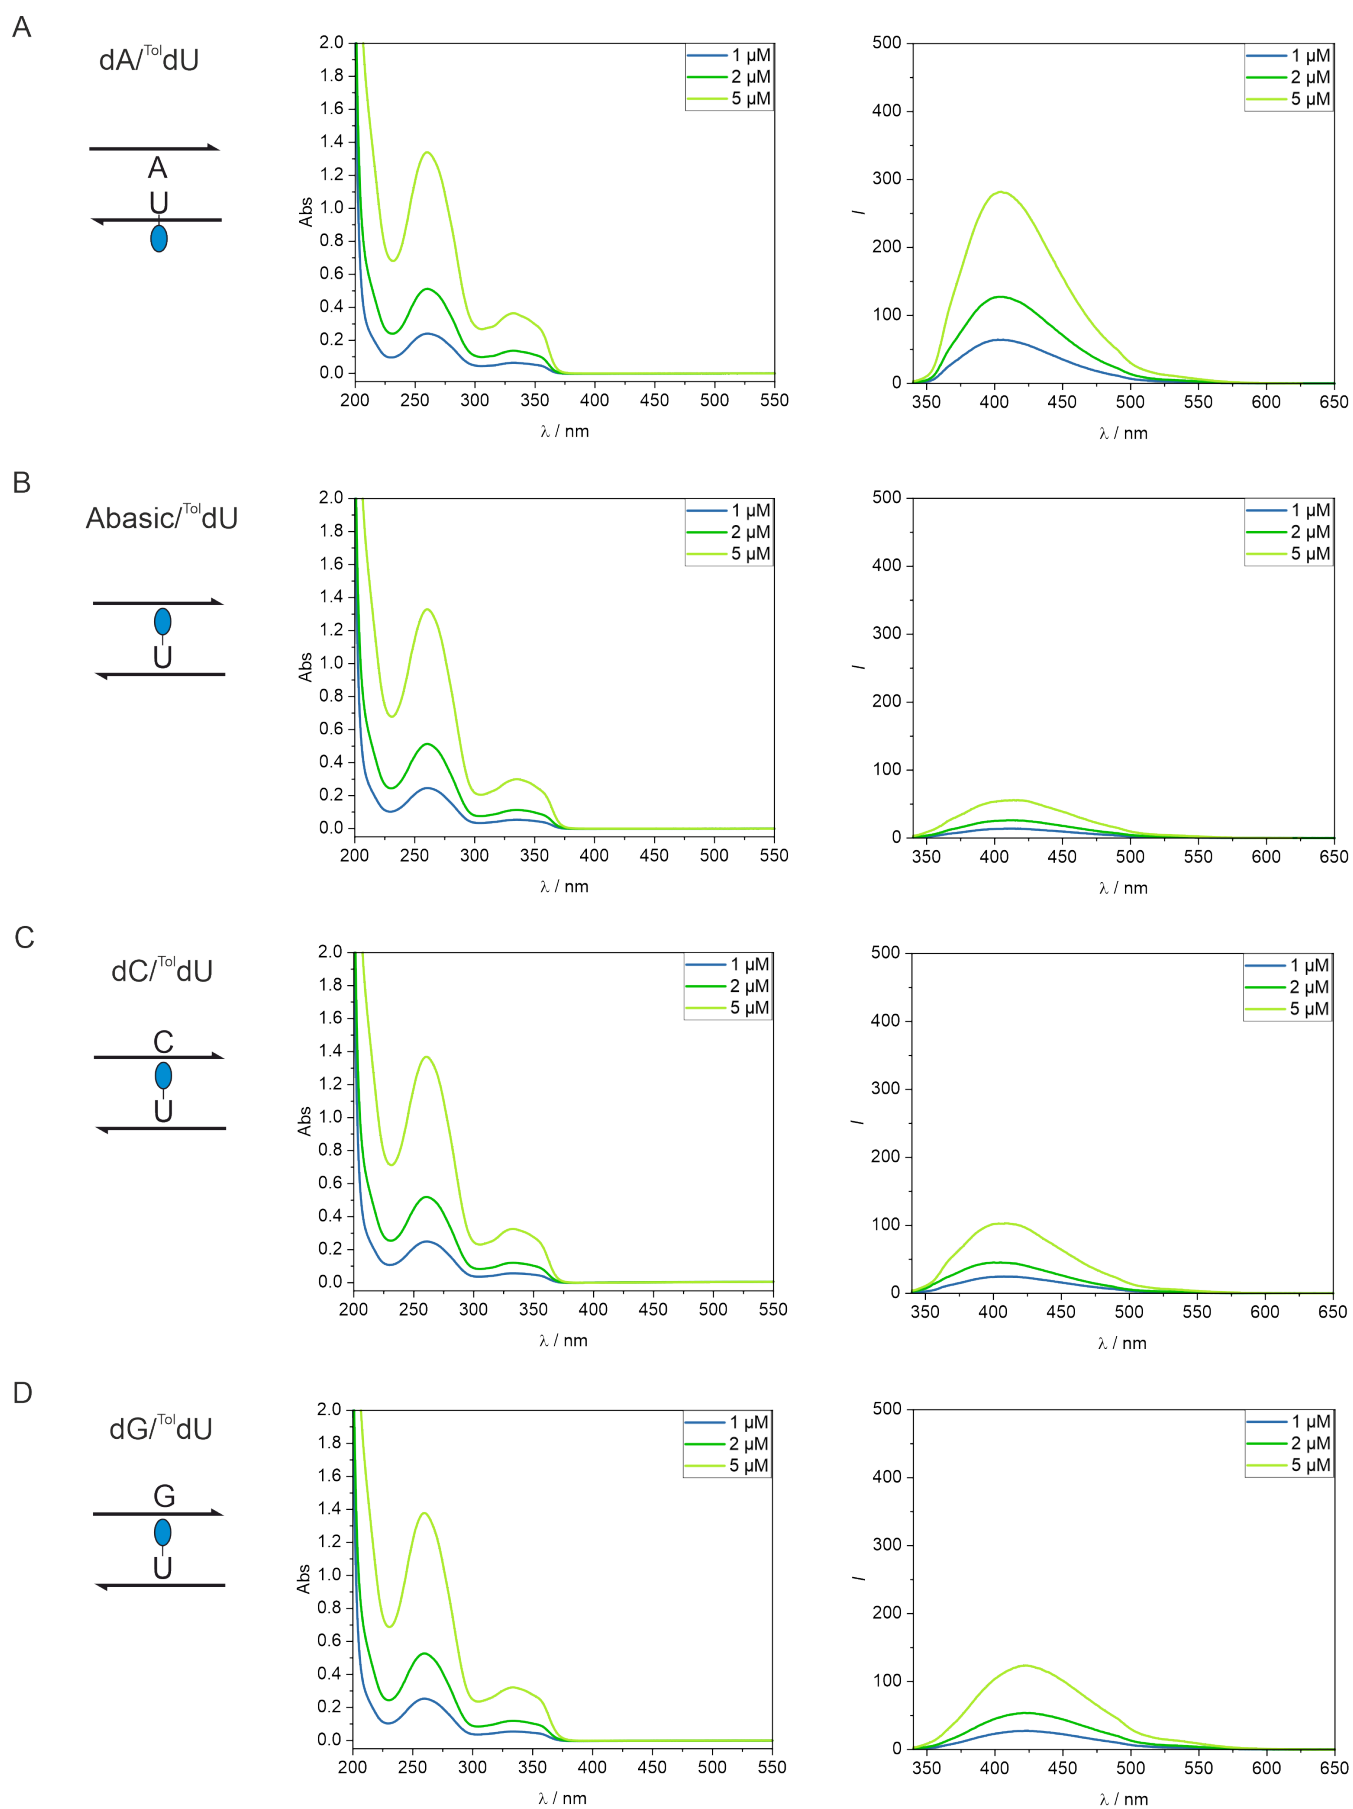 A
dA/ToldU
A
U
Abs
2.0
1.8
1.6
1.4
1.2
1.0
0.8
0.6
0.4
0.2
0.0
200 250 300 350 400 450 500 550
λ / nm
1 µM
2 µM
5 µM
I
500
400
300
200
100
0
350 400 450 500 550 600 650
λ / nm
1 µM
2 µM
5 µM
B
Abasic/ToldU
U
Abs
2.0
1.8
1.6
1.4
1.2
1.0
0.8
0.6
0.4
0.2
0.0
200 250 300 350 400 450 500 550
λ / nm
1 µM
2 µM
5 µM
I
500
400
300
200
100
0
350 400 450 500 550 600 650
λ / nm
1 µM
2 µM
5 µM
C
dC/ToldU
C
U
Abs
2.0
1.8
1.6
1.4
1.2
1.0
0.8
0.6
0.4
0.2
0.0
200 250 300 350 400 450 500 550
λ / nm
1 µM
2 µM
5 µM
I
500
400
300
200
100
0
350 400 450 500 550 600 650
λ / nm
1 µM
2 µM
5 µM
D
dG/ToldU
G
U
Abs
2.0
1.8
1.6
1.4
1.2
1.0
0.8
0.6
0.4
0.2
0.0
200 250 300 350 400 450 500 550
λ / nm
1 µM
2 µM
5 µM
I
500
400
300
200
100
0
350 400 450 500 550 600 650
λ / nm
1 µM
2 µM
5 µM